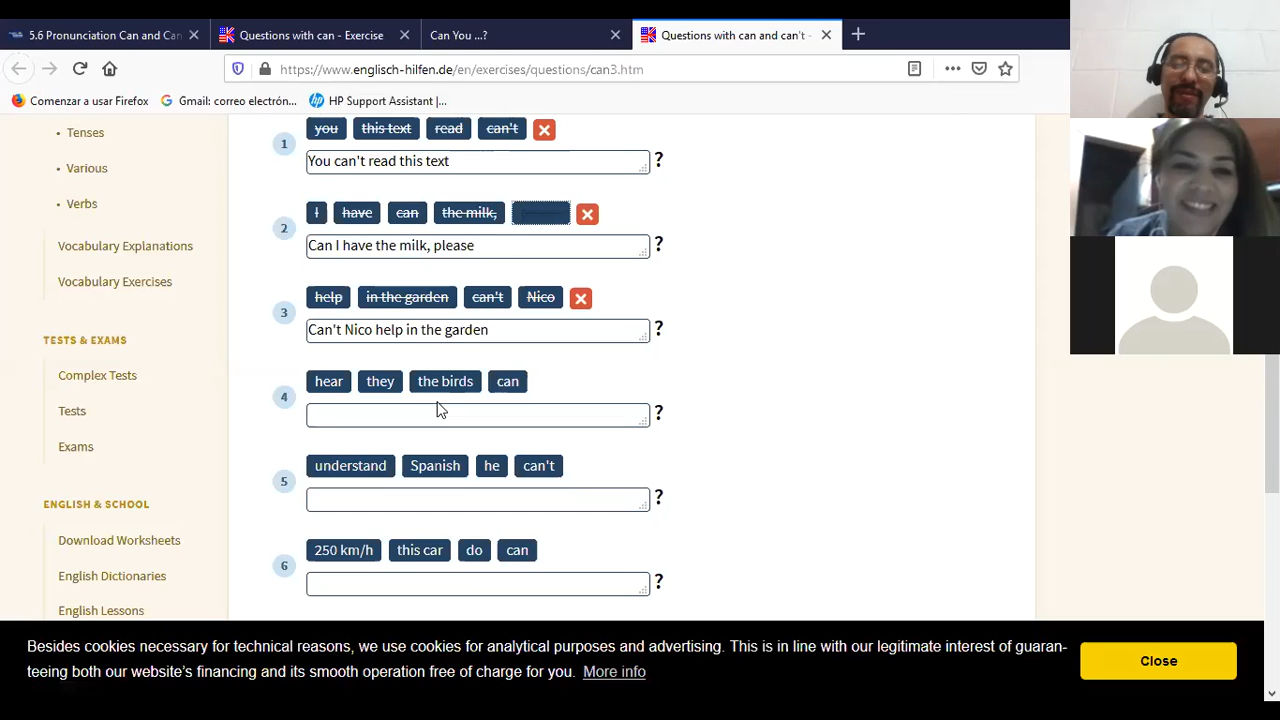 5.6 Pronunciation Can and Can
Questions with can - Exercise
Can You ...?
Questions with can and can't -
https://www.englisch-hilfen.de/en/exercises/questions/can3.htm
Comenzar a usar Firefox
Gmail: correo electrón...
HP Support Assistant |...
Tenses
Various
Verbs
Vocabulary Explanations
Vocabulary Exercises
TESTS & EXAMS
Complex Tests
Tests
Exams
ENGLISH & SCHOOL
Download Worksheets
English Dictionaries
English Lessons
1 you this text read can't
You can't read this text ?
2 I have can the milk,
Can I have the milk, please ?
3 help in the garden can't Nico
Can't Nico help in the garden ?
4 hear they the birds can
?
5 understand Spanish he can't
?
6 250 km/h this car do can
?
Besides cookies necessary for technical reasons, we use cookies for analytical purposes and advertising. This is in line with our legitimate interest of guaran-
teeing both our website's financing and its smooth operation free of charge for you. More info
Close